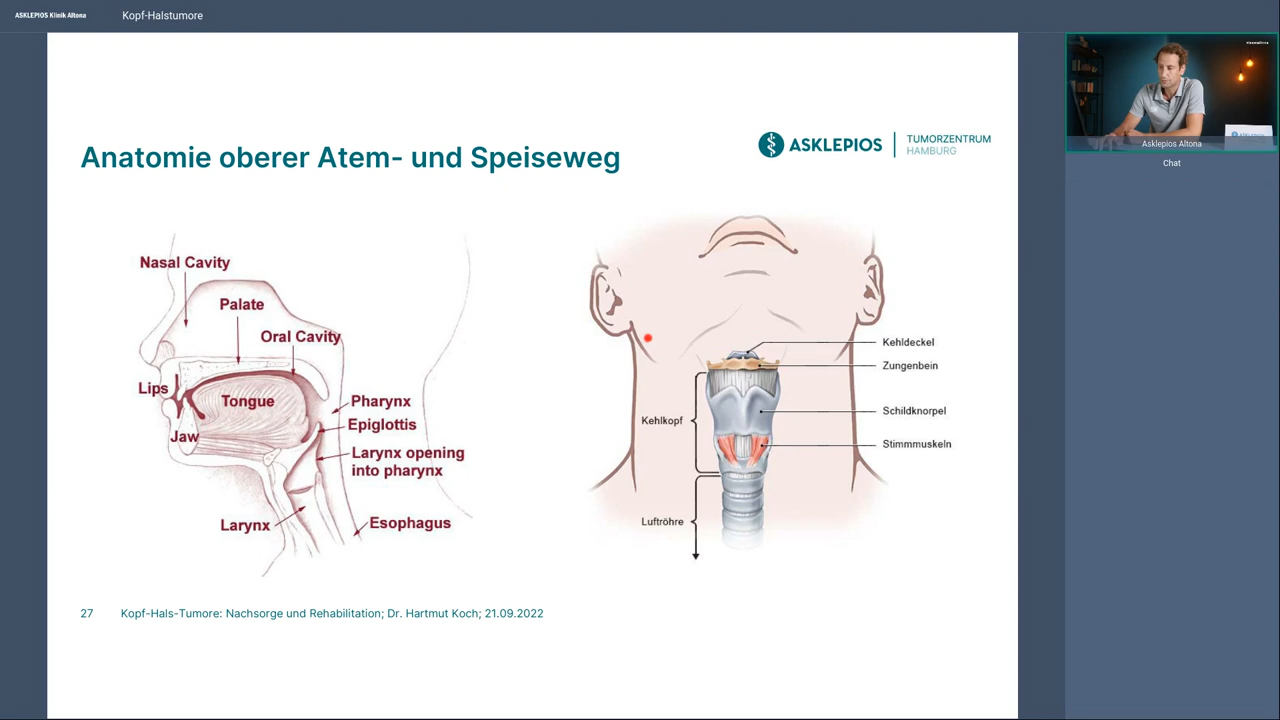 ASKLEPIOS Klinik Altona
Kopf-Halstumore
Anatomie oberer Atem- und Speiseweg
ASKLEPIOS
TUMORZENTRUM
HAMBURG
Nasal Cavity
Palate
Oral Cavity
Lips
Tongue
Jaw
Pharynx
Epiglottis
Larynx opening
into pharynx
Larynx
Esophagus
Kehldeckel
Zungenbein
Schildknorpel
Stimmmuskeln
Kehlkopf
Luftröhre
27 Kopf-Hals-Tumore: Nachsorge und Rehabilitation; Dr. Hartmut Koch; 21.09.2022
Asklepios Altona
Chat